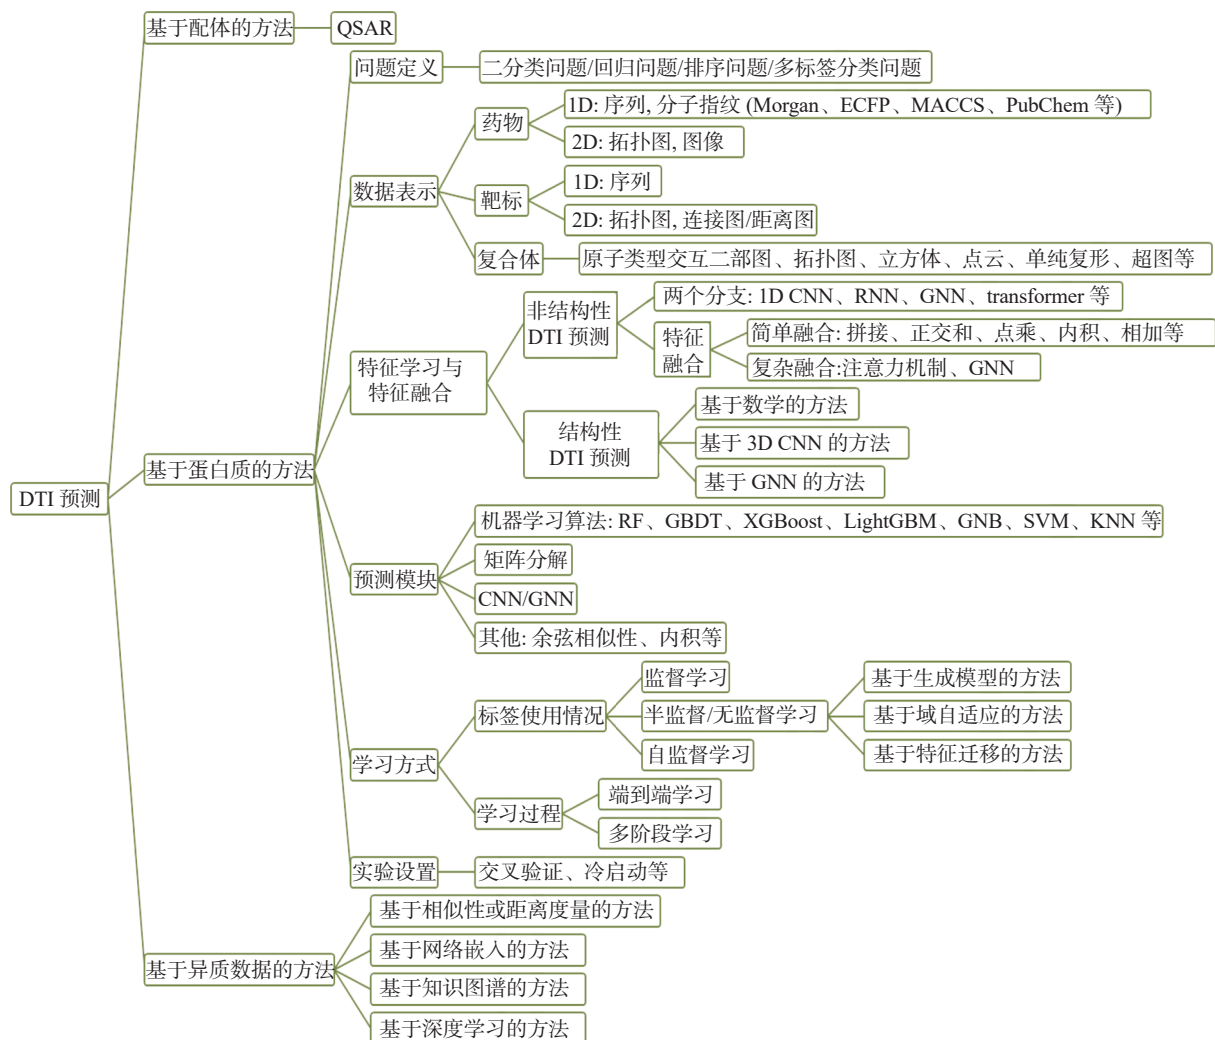 基于配体的方法
QSAR
问题定义
二分类问题/回归问题/排序问题/多标签分类问题
药物
1D: 序列, 分子指纹 (Morgan、ECFP、MACCS、PubChem 等)
2D: 拓扑图, 图像
数据表示
靶标
1D: 序列
2D: 拓扑图, 连接图/距离图
复合体
原子类型交互二部图、拓扑图、立方体、点云、单纯复形、超图等
非结构性
DTI 预测
两个分支: 1D CNN、RNN、GNN、transformer 等
特征
融合
简单融合: 拼接、正交和、点乘、内积、相加等
复杂融合:注意力机制、GNN
特征学习与
特征融合
结构性
DTI 预测
基于数学的方法
基于 3D CNN 的方法
基于 GNN 的方法
DTI 预测
基于蛋白质的方法
机器学习算法: RF、GBDT、XGBoost、LightGBM、GNB、SVM、KNN 等
预测模块
矩阵分解
CNN/GNN
其他: 余弦相似性、内积等
标签使用情况
监督学习
半监督/无监督学习
基于生成模型的方法
基于域自适应的方法
基于特征迁移的方法
自监督学习
学习方式
学习过程
端到端学习
多阶段学习
实验设置
交叉验证、冷启动等
基于异质数据的方法
基于相似性或距离度量的方法
基于网络嵌入的方法
基于知识图谱的方法
基于深度学习的方法